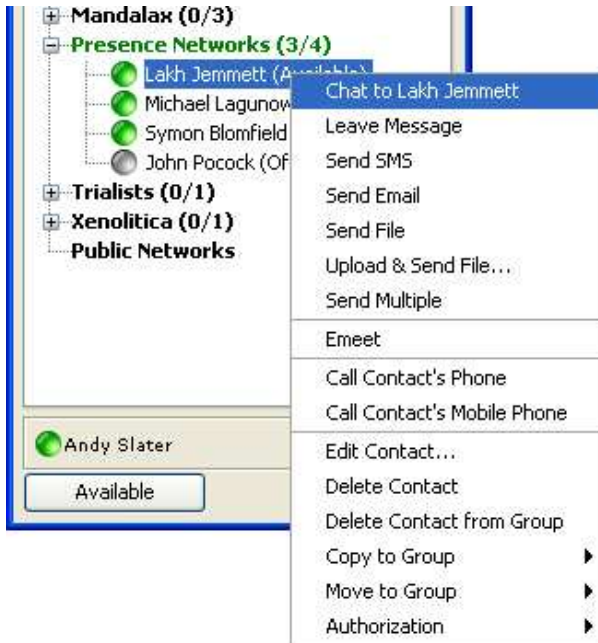 Mandalax (0/3)
Presence Networks (3/4)
Lakh Jemmett (Available)
Michael Lagunow
Symon Blomfield
John Pocock (Of
Trialists (0/1)
Xenolitica (0/1)
Public Networks
Andy Slater
Available
Chat to Lakh Jemmett
Leave Message
Send SMS
Send Email
Send File
Upload & Send File...
Send Multiple
Emeet
Call Contact's Phone
Call Contact's Mobile Phone
Edit Contact...
Delete Contact
Delete Contact from Group
Copy to Group
Move to Group
Authorization